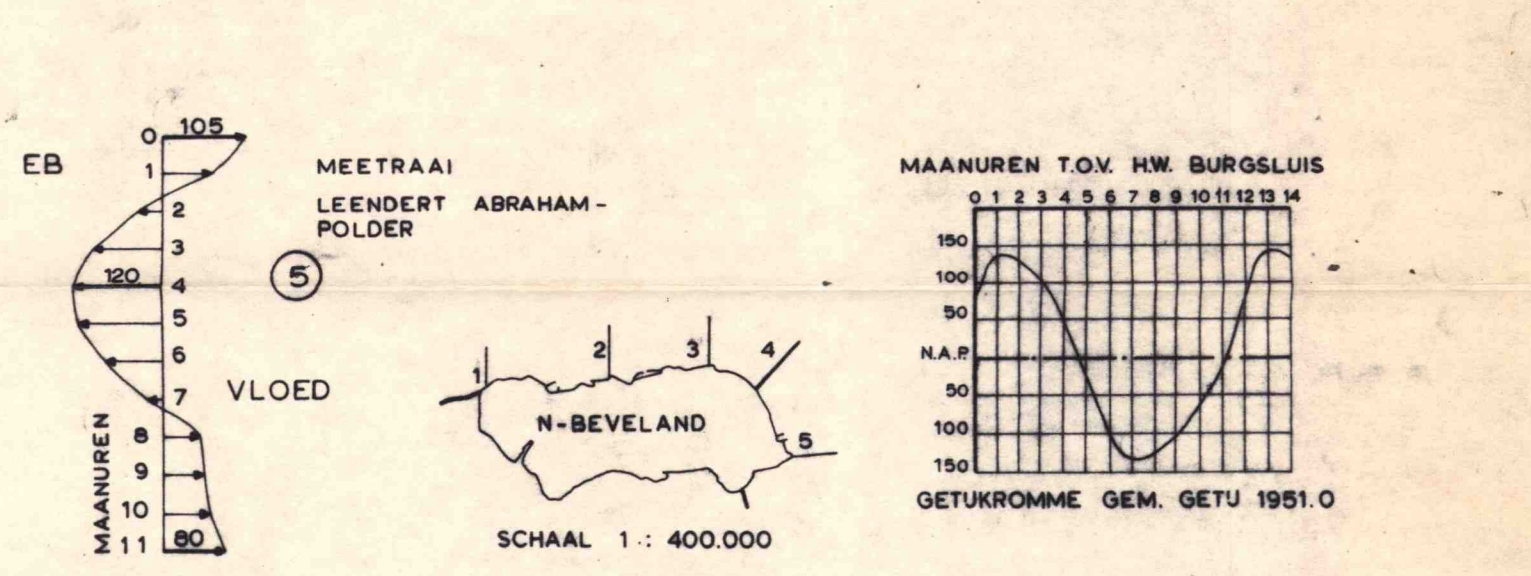 EB
0 105
1
2
3
120 4
5
6
7
8
9
10
11 80
MAANUREN
VLOED
MEETRAAI
LEENDERT ABRAHAM-
POLDER
5
1 2 3 4
N-BEVELAND
5
SCHAAL 1 : 400.000
MAANUREN T.O.V. H.W. BURGSLUIS
0 1 2 3 4 5 6 7 8 9 10 11 12 13 14
150
100
50
N.A.P.
50
100
150
GETIJKROMME GEM. GETIJ 1951.0